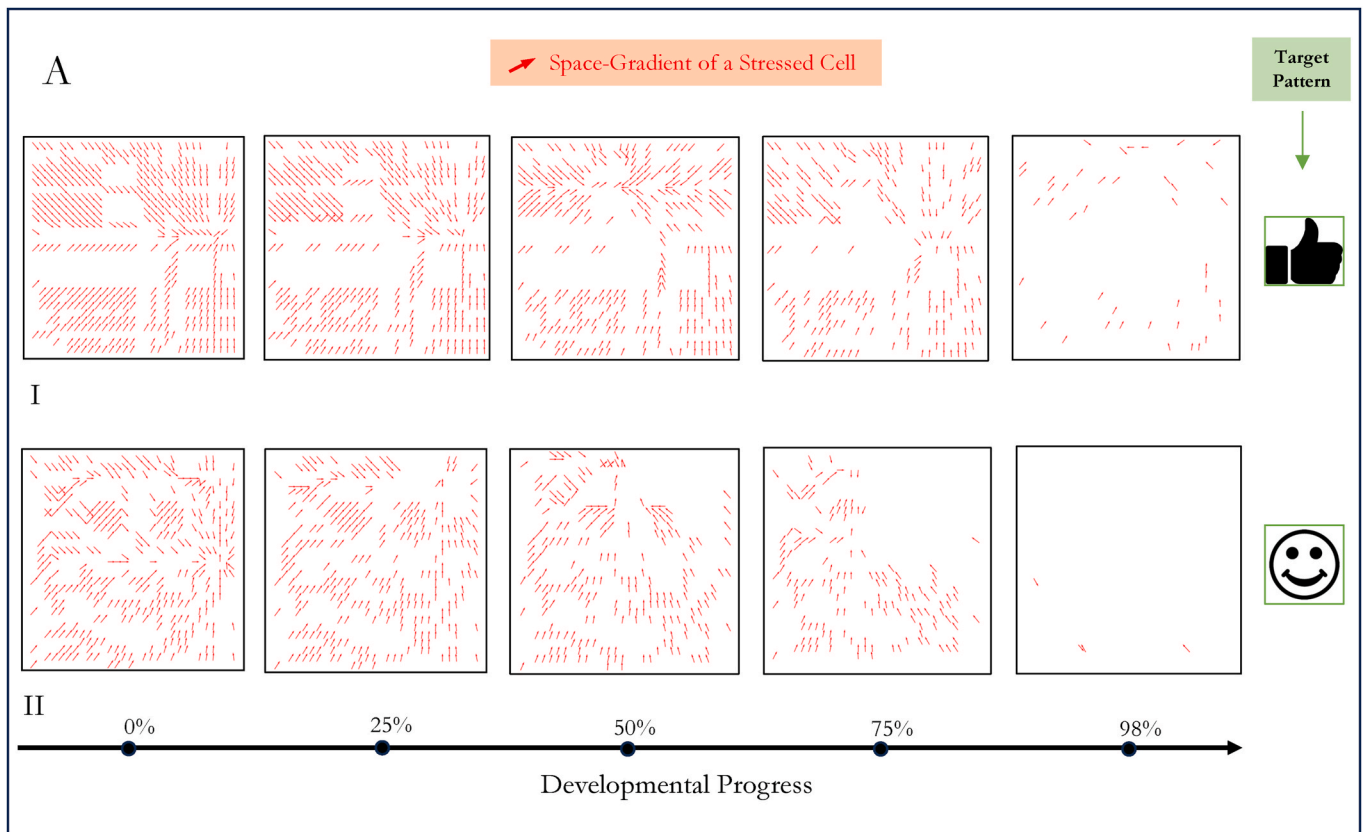 A
Space-Gradient of a Stressed Cell
Target
Pattern
I
II
0%
25%
50%
75%
98%
Developmental Progress